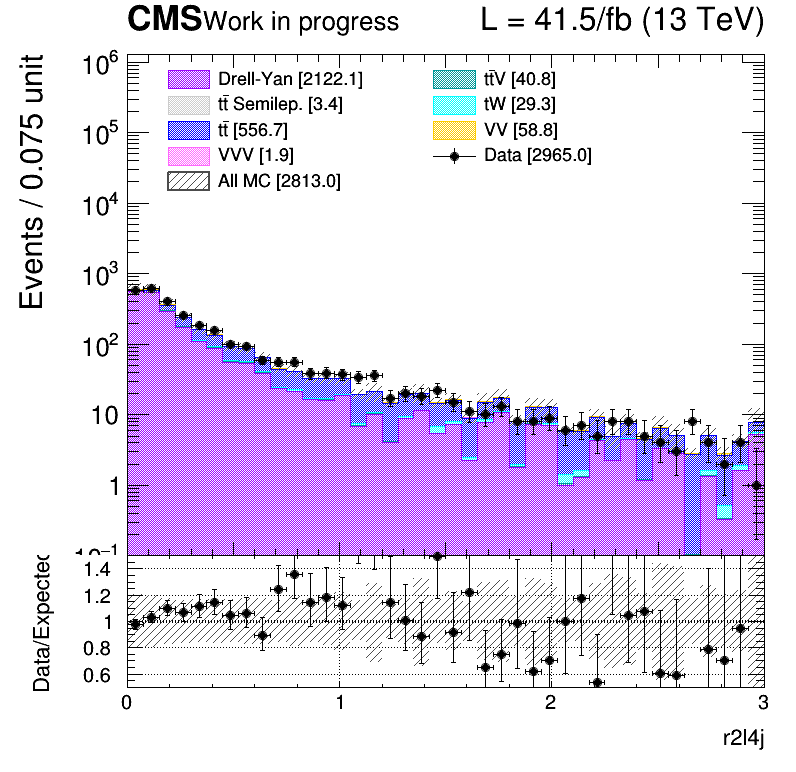 CMS Work in progress L = 41.5/fb (13 TeV)
Events / 0.075 unit
10⁶
10⁵
10⁴
10³
10²
10
1
10⁻¹
Drell-Yan [2122.1]
tt̄ Semilep. [3.4]
tt̄ [556.7]
VVV [1.9]
All MC [2813.0]
tt̄V [40.8]
tW [29.3]
VV [58.8]
Data [2965.0]
Data/Expected
1.4
1.2
1
0.8
0.6
0 1 2 3
r2l4j